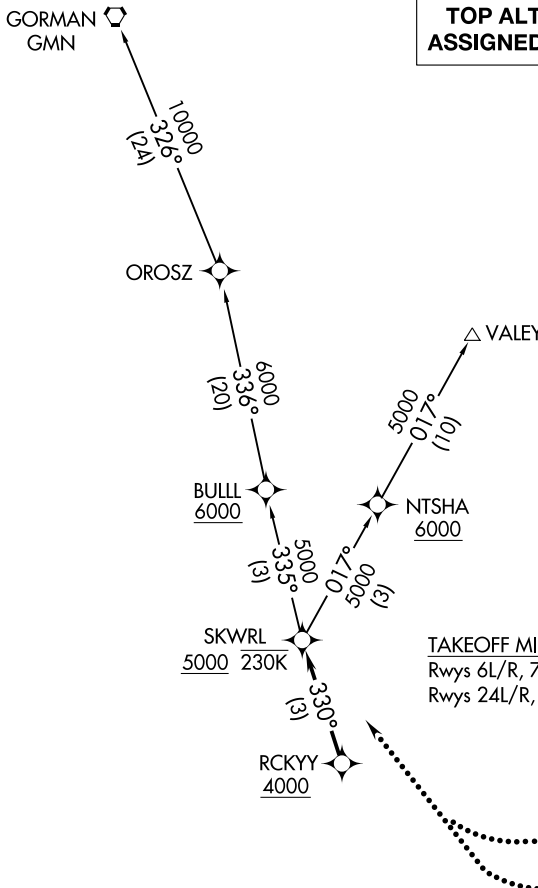 GORMAN
GMN
TOP ALT
ASSIGNED
10000
326°
(24)
OROSZ
6000
336°
(20)
VALEY
5000
017°
(10)
BULLL
6000
NTSHA
6000
5000
335°
(3)
017°
5000
(3)
SKWRL
5000 230K
TAKEOFF MI
Rwys 6L/R, 7
Rwys 24L/R,
330°
(3)
RCKYY
4000